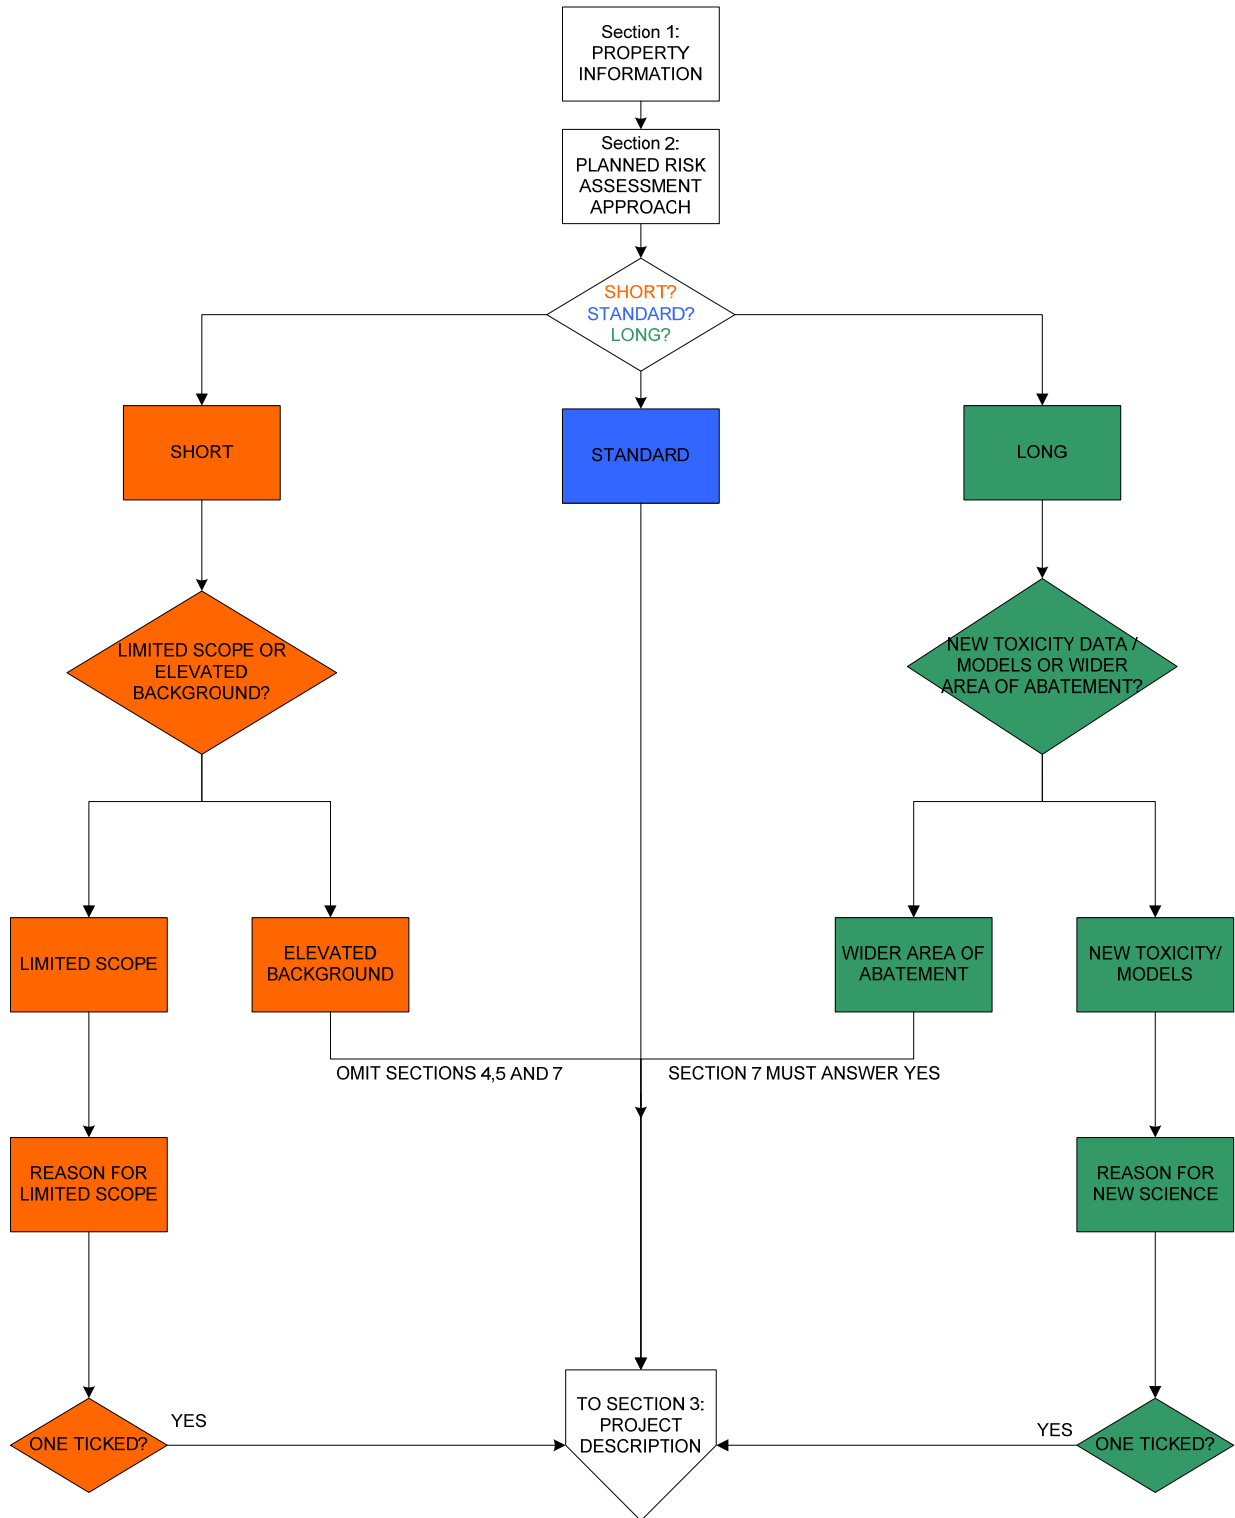 Section 1:
PROPERTY
INFORMATION
Section 2:
PLANNED RISK
ASSESSMENT
APPROACH
SHORT?
STANDARD?
LONG?
SHORT
STANDARD
LONG
LIMITED SCOPE OR
ELEVATED
BACKGROUND?
NEW TOXICITY DATA /
MODELS OR WIDER
AREA OF ABATEMENT?
LIMITED SCOPE
ELEVATED
BACKGROUND
WIDER AREA OF
ABATEMENT
NEW TOXICITY/
MODELS
OMIT SECTIONS 4,5 AND 7
SECTION 7 MUST ANSWER YES
REASON FOR
LIMITED SCOPE
REASON FOR
NEW SCIENCE
ONE TICKED?
YES
TO SECTION 3:
PROJECT
DESCRIPTION
YES
ONE TICKED?